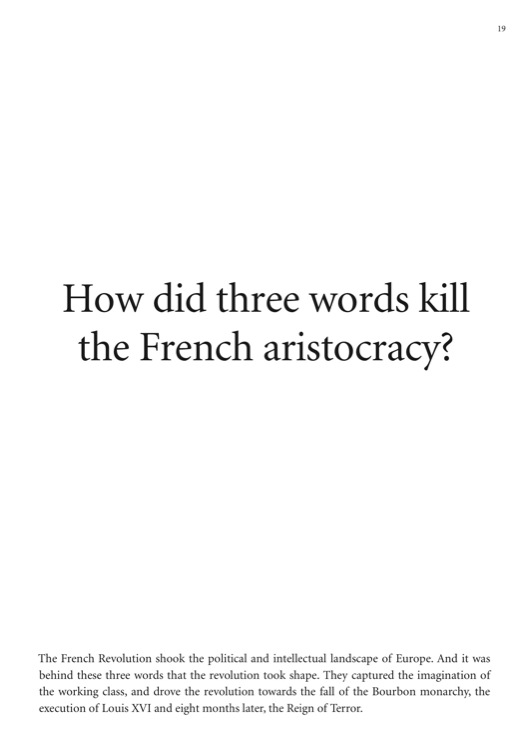 19
How did three words kill
the French aristocracy?
The French Revolution shook the political and intellectual landscape of Europe. And it was
behind these three words that the revolution took shape. They captured the imagination of
the working class, and drove the revolution towards the fall of the Bourbon monarchy, the
execution of Louis XVI and eight months later, the Reign of Terror.